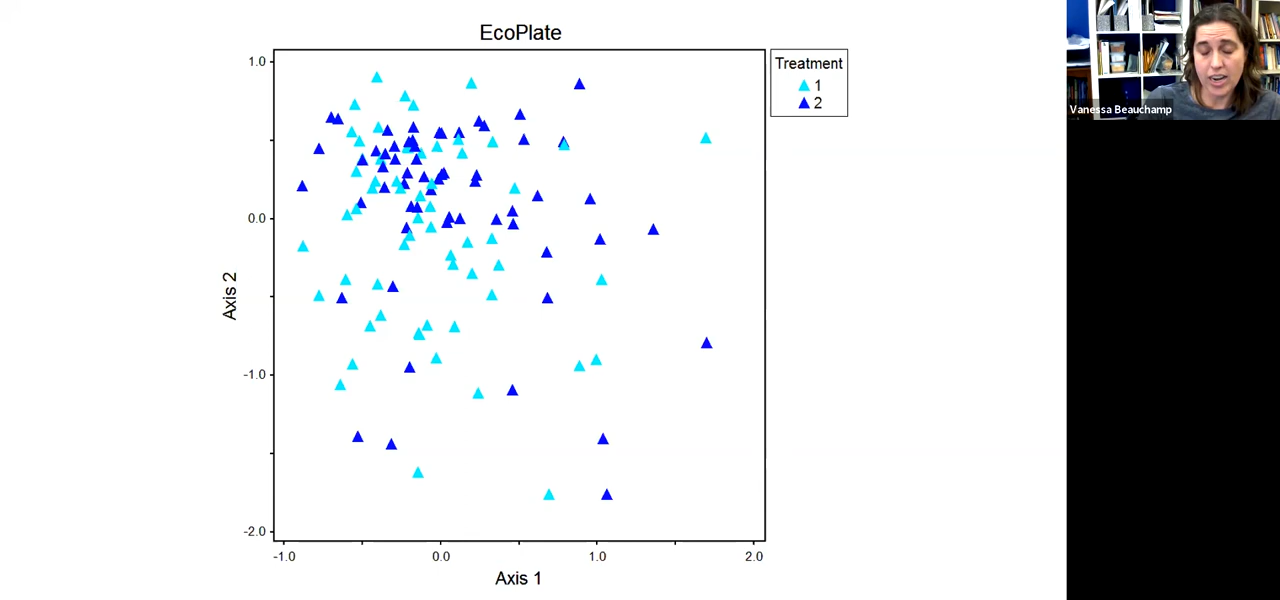 EcoPlate
Treatment
1
2
1.0
0.0
-1.0
-2.0
Axis 2
-1.0 0.0 1.0 2.0
Axis 1
Vanessa Beauchamp